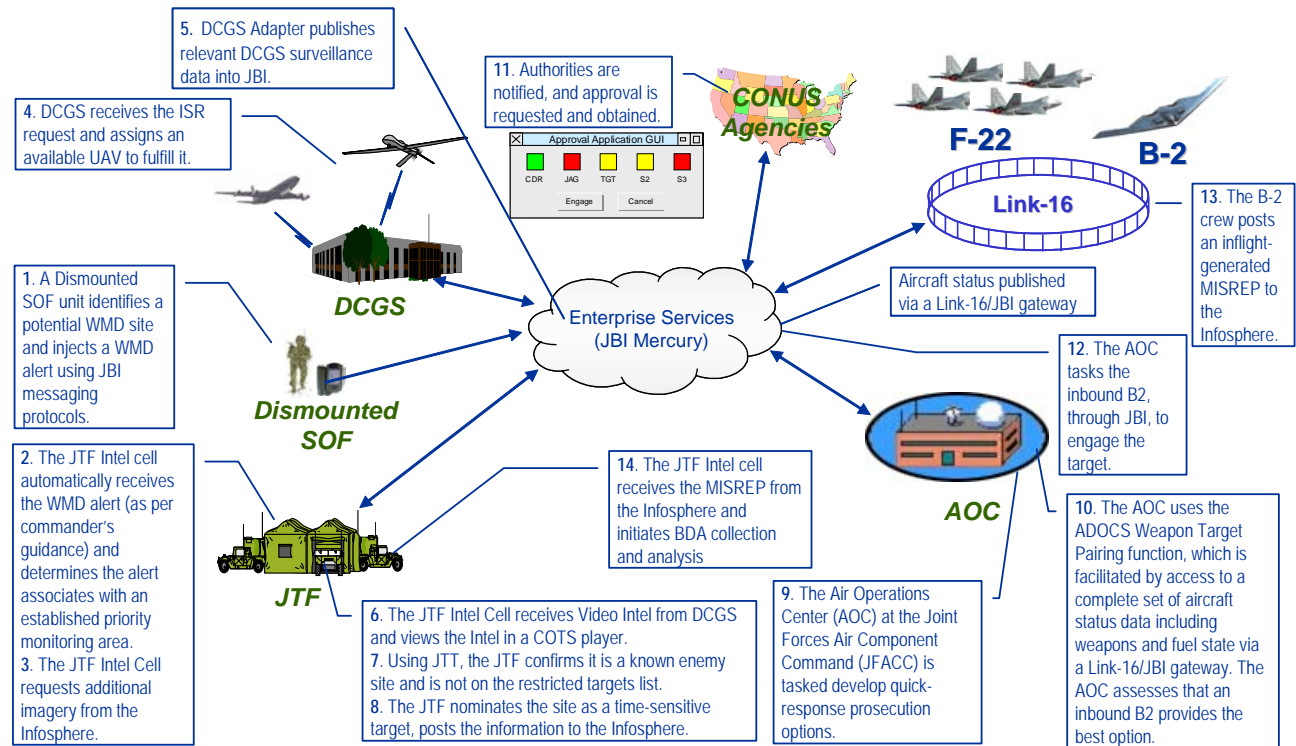 5. DCGS Adapter publishes
relevant DCGS surveillance
data into JBI.
11. Authorities are
notified, and approval is
requested and obtained.
CONUS
Agencies
F-22
B-2
4. DCGS receives the ISR
request and assigns an
available UAV to fulfill it.
Approval Application GUI
CDR
JAG
TGT
S2
S3
Engage
Cancel
Link-16
13. The B-2
crew posts
an inflight-
generated
MISREP to
the
Infosphere.
DCGS
1. A Dismounted
SOF unit identifies a
potential WMD site
and injects a WMD
alert using JBI
messaging
protocols.
Aircraft status published
via a Link-16/JBI gateway
Enterprise Services
(JBI Mercury)
12. The AOC
tasks the
inbound B2,
through JBI, to
engage the
target.
Dismounted
SOF
2. The JTF Intel cell
automatically receives
the WMD alert (as per
commander's
guidance) and
determines the alert
associates with an
established priority
monitoring area.
3. The JTF Intel Cell
requests additional
imagery from the
Infosphere.
14. The JTF Intel cell
receives the MISREP from
the Infosphere and
initiates BDA collection
and analysis
AOC
JTF
10. The AOC uses the
ADOCS Weapon Target
Pairing function, which is
facilitated by access to a
complete set of aircraft
status data including
weapons and fuel state via
a Link-16/JBI gateway. The
AOC assesses that an
inbound B2 provides the
best option.
6. The JTF Intel Cell receives Video Intel from DCGS
and views the Intel in a COTS player.
7. Using JTT, the JTF confirms it is a known enemy
site and is not on the restricted targets list.
8. The JTF nominates the site as a time-sensitive
target, posts the information to the Infosphere.
9. The Air Operations
Center (AOC) at the Joint
Forces Air Component
Command (JFACC) is
tasked develop quick-
response prosecution
options.